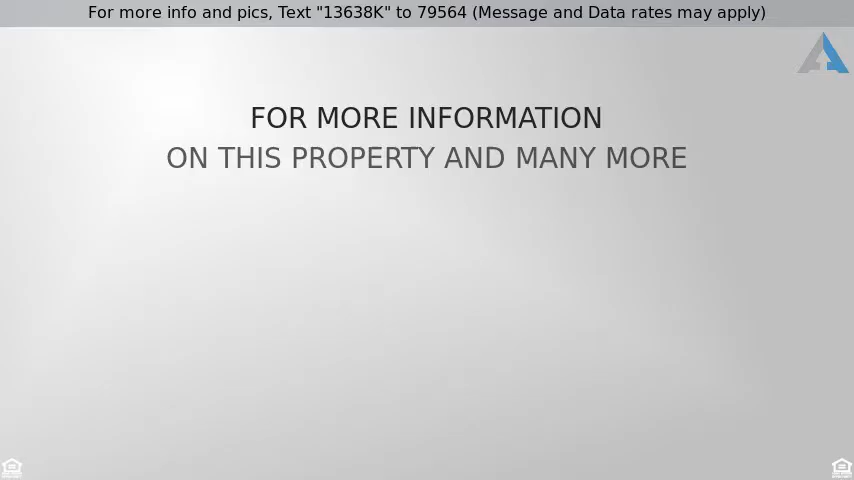 For more info and pics, Text "13638K" to 79564 (Message and Data rates may apply)
FOR MORE INFORMATION
ON THIS PROPERTY AND MANY MORE